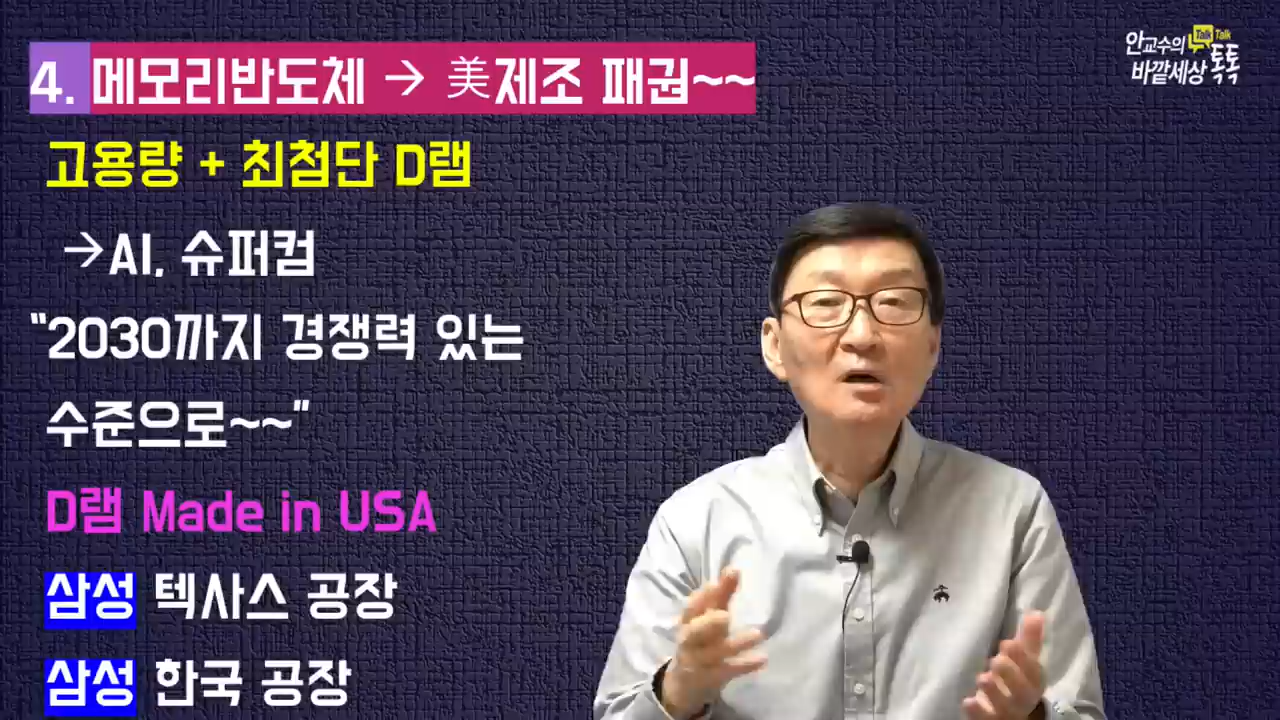 4. 메모리반도체 → 美제조 패권~~
고용량 + 최첨단 D램
→AI, 슈퍼컴
“2030까지 경쟁력 있는
수준으로~~”
D램 Made in USA
삼성 텍사스 공장
삼성 한국 공장
안교수의 Talk Talk 톡톡
바깥세상